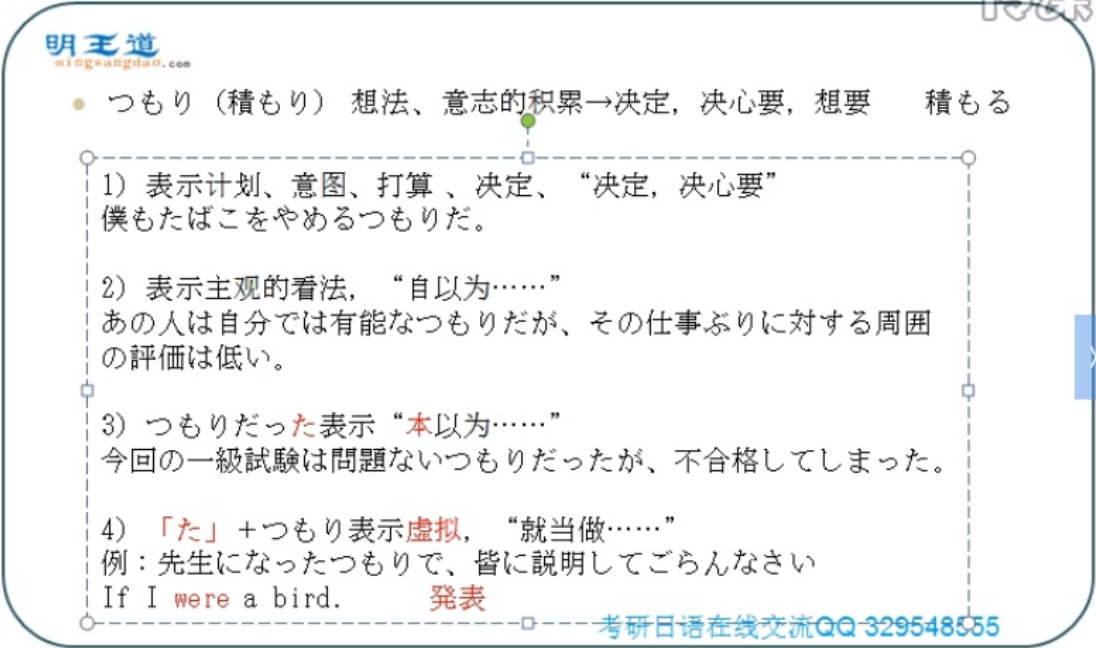 明王道
mingwangdao.com
つもり（積もり） 想法、意志的积累→决定，决心要，想要 積もる
1）表示计划、意图、打算 、决定、“决定，决心要”
僕もたばこをやめるつもりだ。
2）表示主观的看法，“自以为……”
あの人は自分では有能なつもりだが、その仕事ぶりに対する周囲
の評価は低い。
3）つもりだった表示“本以为……”
今回の一級試験は問題ないつもりだったが、不合格してしまった。
4）「た」＋つもり表示虚拟，“就当做……”
例：先生になったつもりで、皆に説明してごらんなさい
If I were a bird. 発表
考研日语在线交流QQ 329548555